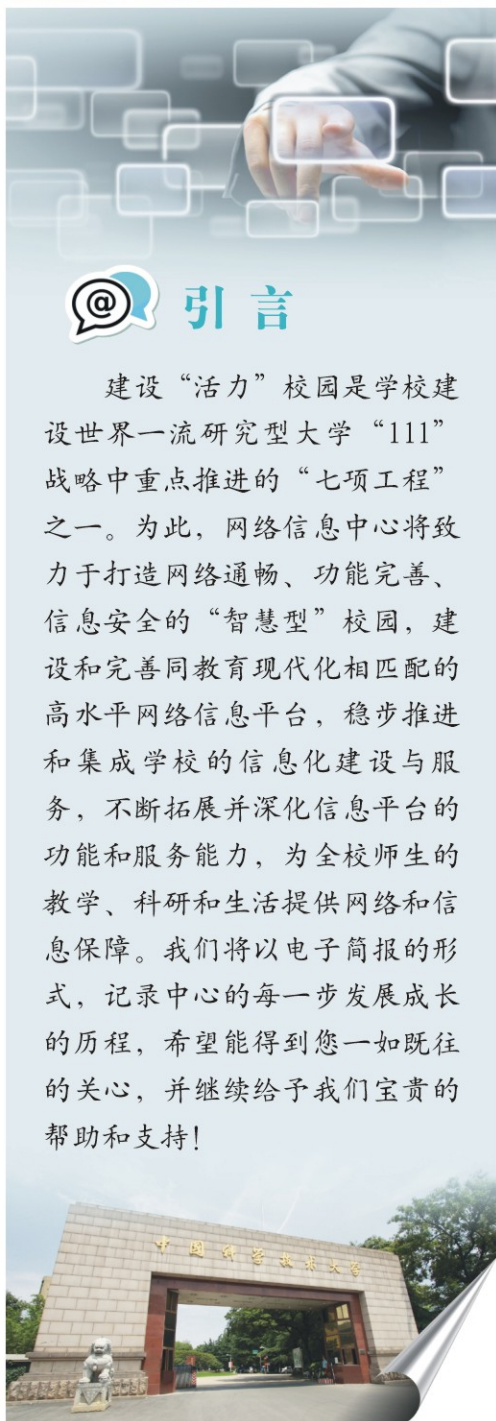 @
引言
建设“活力”校园是学校建
设世界一流研究型大学“111”
战略中重点推进的“七项工程”
之一。为此，网络信息中心将致
力于打造网络通畅、功能完善、
信息安全的“智慧型”校园，建
设和完善同教育现代化相匹配的
高水平网络信息平台，稳步推进
和集成学校的信息化建设与服
务，不断拓展并深化信息平台的
功能和服务能力，为全校师生的
教学、科研和生活提供网络和信
息保障。我们将以电子简报的形
式，记录中心的每一步发展成长
的历程，希望能得到您一如既往
的关心，并继续给予我们宝贵的
帮助和支持！
中国科学技术大学